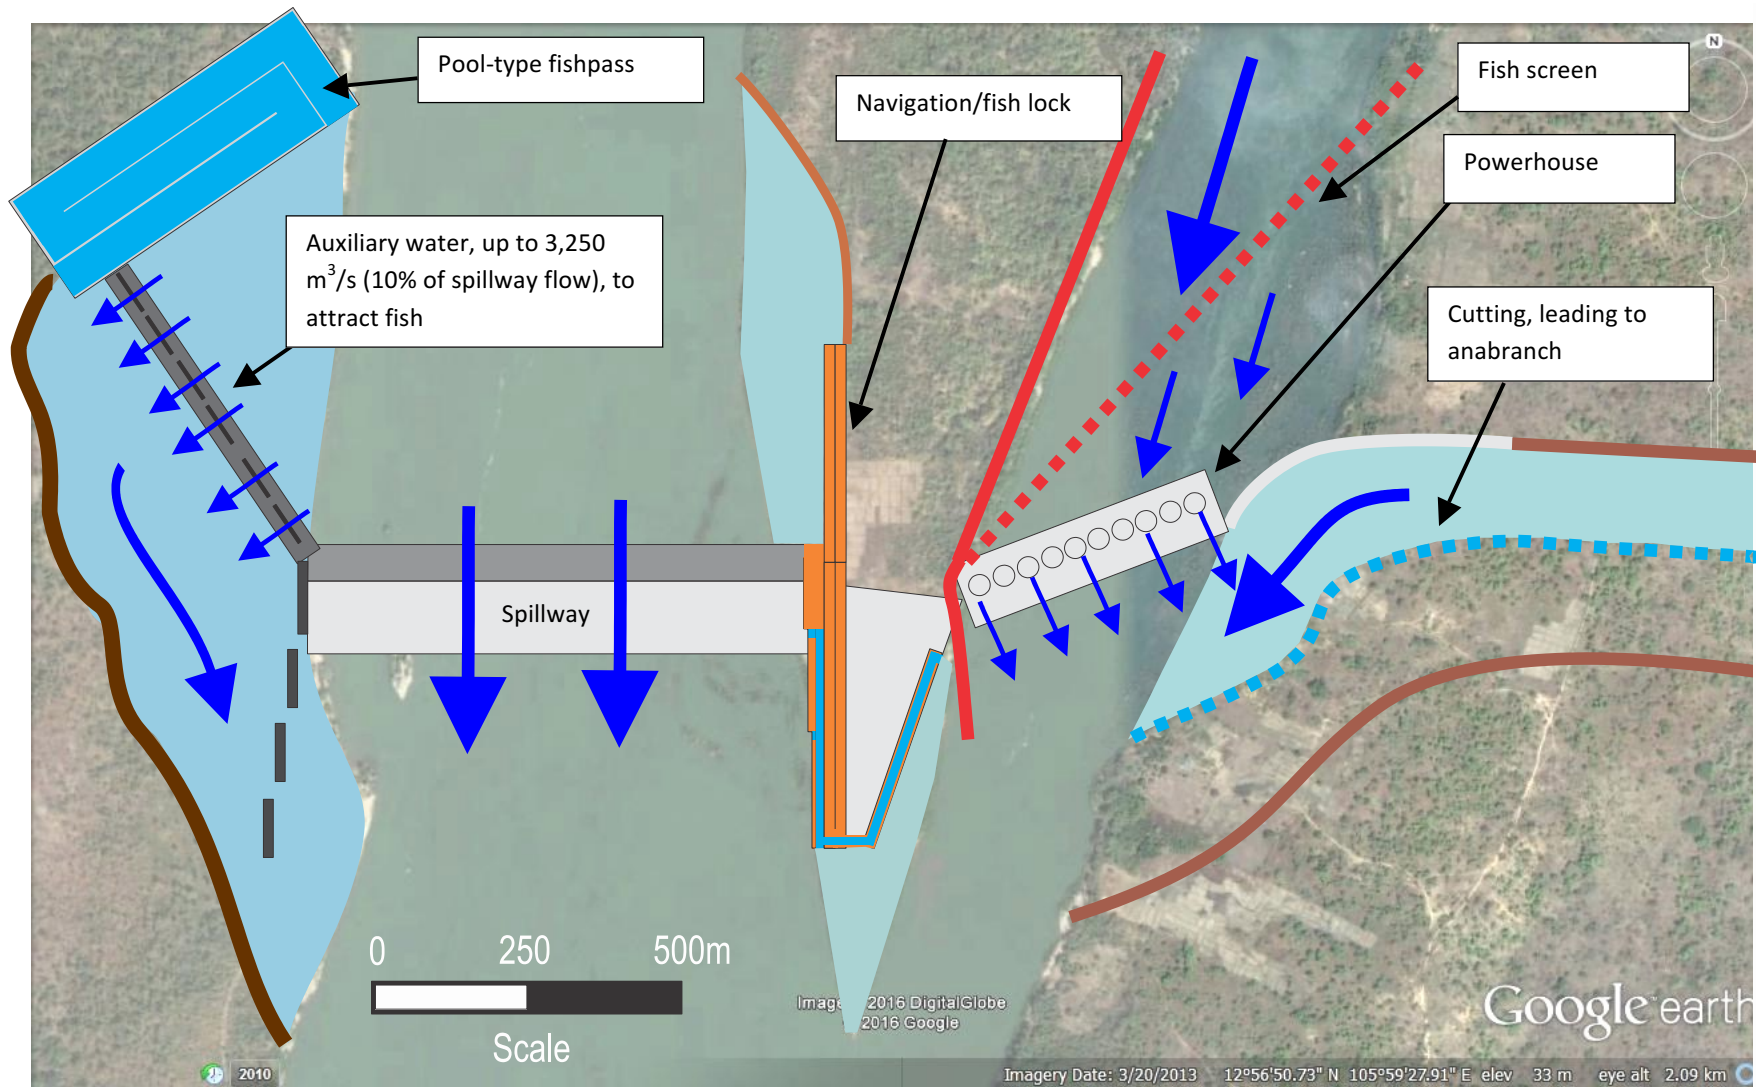 Pool-type fishpass
Navigation/fish lock
Fish screen
Powerhouse
Auxiliary water, up to 3,250
m³/s (10% of spillway flow), to
attract fish
Cutting, leading to
anabranch
Spillway
0 250 500m
Scale
2016 DigitalGlobe
2016 Google
Google earth
N
2010
Imagery Date: 3/20/2013 12°56'50.73" N 105°59'27.91" E elev 33 m eye alt 2.09 km